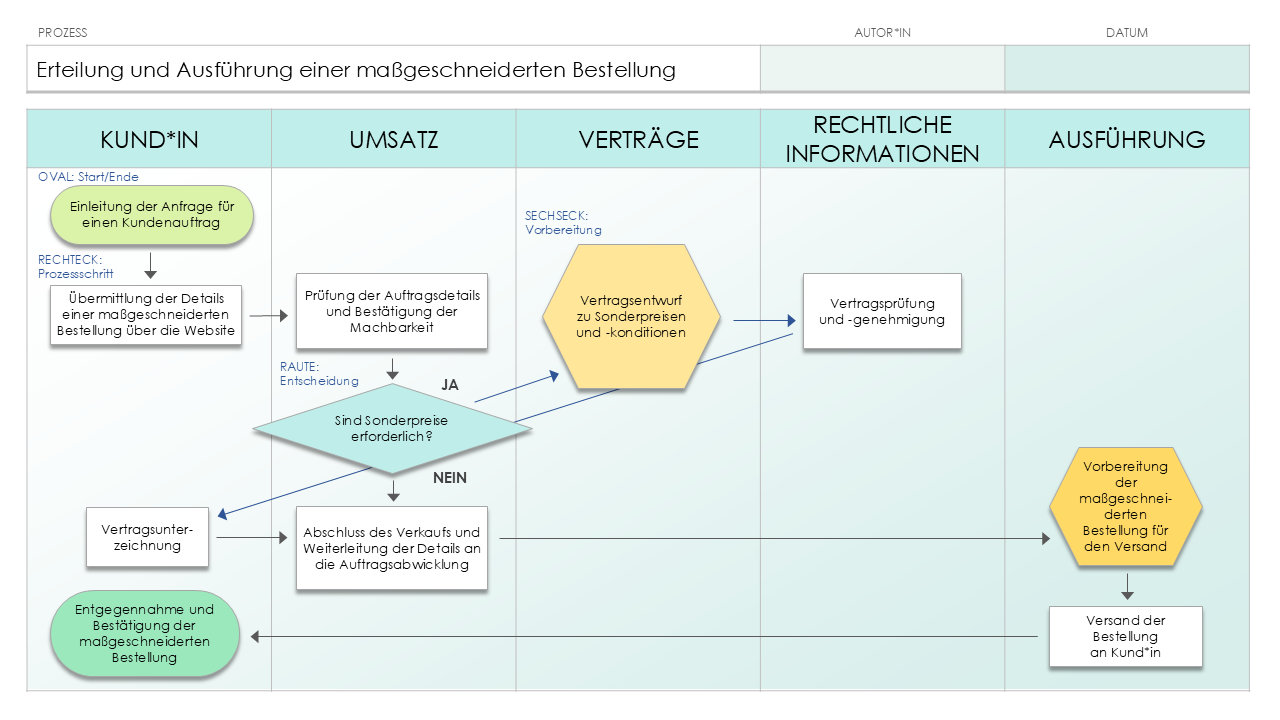 PROZESS
AUTOR*IN
DATUM
Erteilung und Ausführung einer maßgeschneiderten Bestellung
KUND*IN
UMSATZ
VERTRÄGE
RECHTLICHE
INFORMATIONEN
AUSFÜHRUNG
OVAL: Start/Ende
Einleitung der Anfrage für
einen Kundenauftrag
RECHTECK:
Prozessschritt
Übermittlung der Details
einer maßgeschneiderten
Bestellung über die Website
Prüfung der Auftragsdetails
und Bestätigung der
Machbarkeit
SECHSECK:
Vorbereitung
Vertragsentwurf
zu Sonderpreisen
und -konditionen
Vertragsprüfung
und -genehmigung
RAUTE:
Entscheidung
JA
Sind Sonderpreise
erforderlich?
NEIN
Vertragsunter-
zeichnung
Abschluss des Verkaufs und
Weiterleitung der Details an
die Auftragsabwicklung
Vorbereitung
der
maßgeschnei-
derten
Bestellung für
den Versand
Entgegennahme und
Bestätigung der
maßgeschneiderten
Bestellung
Versand der
Bestellung
an Kund*in